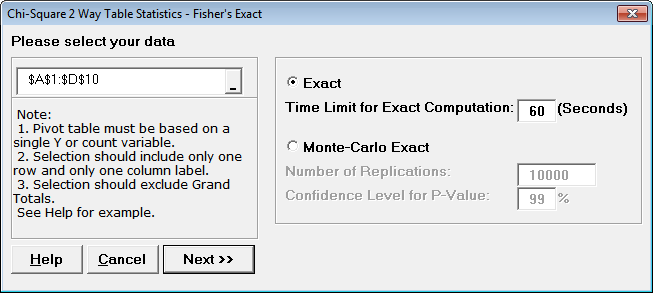 Chi-Square 2 Way Table Statistics - Fisher's Exact
Please select your data
$A$1:$D$10
Note:
1. Pivot table must be based on a
single Y or count variable.
2. Selection should include only one
row and only one column label.
3. Selection should exclude Grand
Totals.
See Help for example.
Help Cancel Next >>
Exact
Time Limit for Exact Computation: 60 (Seconds)
Monte-Carlo Exact
Number of Replications: 10000
Confidence Level for P-Value: 99 %